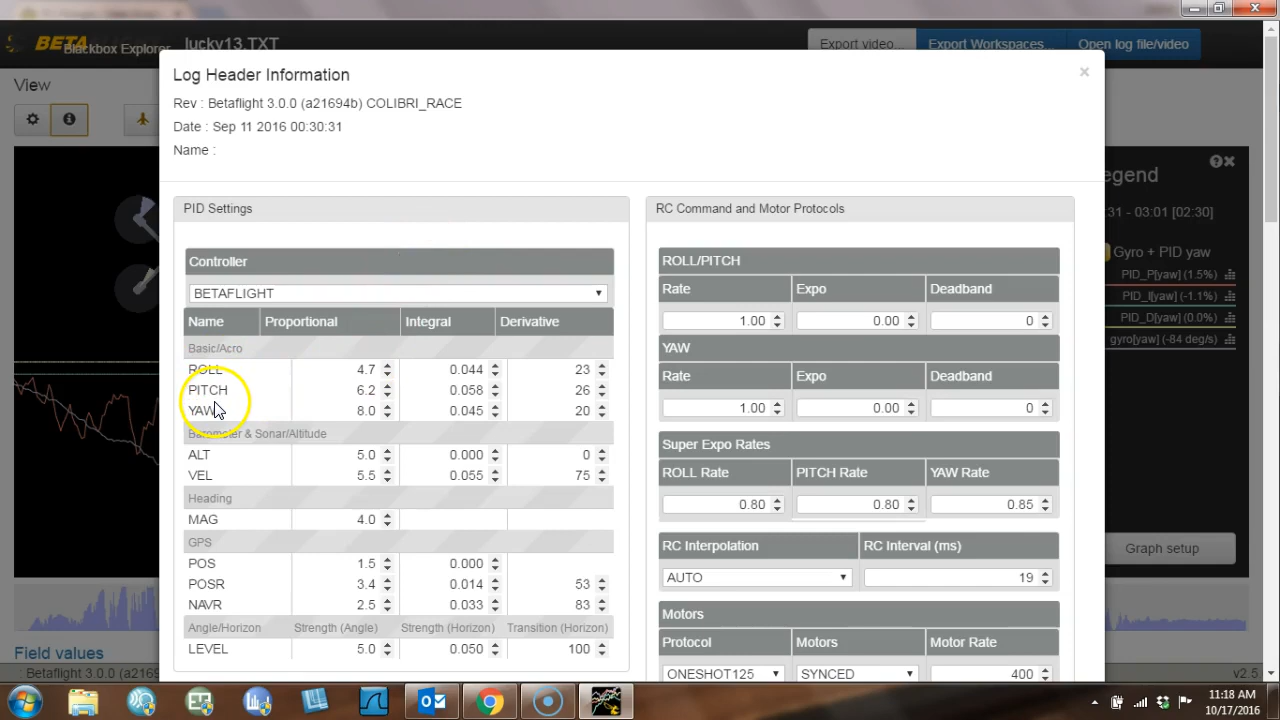 BETA
Blackbox Explorer
lucky13.TXT
Export video...
Export Workspaces...
Open log file/video
View
Log Header Information
×
Rev : Betaflight 3.0.0 (a21694b) COLIBRI_RACE
Date : Sep 11 2016 00:30:31
Name :
PID Settings
Controller
BETAFLIGHT
Name Proportional Integral Derivative
Basic/Acro
ROLL 4.7 0.044 23
PITCH 6.2 0.058 26
YAW 8.0 0.045 20
Barometer & Sonar/Altitude
ALT 5.0 0.000 0
VEL 5.5 0.055 75
Heading
MAG 4.0
GPS
POS 1.5 0.000
POSR 3.4 0.014 53
NAVR 2.5 0.033 83
Angle/Horizon Strength (Angle) Strength (Horizon) Transition (Horizon)
LEVEL 5.0 0.050 100
RC Command and Motor Protocols
ROLL/PITCH
Rate Expo Deadband
1.00 0.00 0
YAW
Rate Expo Deadband
1.00 0.00 0
Super Expo Rates
ROLL Rate PITCH Rate YAW Rate
0.80 0.80 0.85
RC Interpolation RC Interval (ms)
AUTO 19
Motors
Protocol Motors Motor Rate
ONESHOT125 SYNCED 400
egend
31 - 03:01 [02:30]
Gyro + PID yaw
PID_P[yaw] (1.5%)
PID_I[yaw] (-1.1%)
PID_D[yaw] (0.0%)
gyro[yaw] (-84 deg/s)
Graph setup
Field values
Betaflight 3.0.0 (a2169
v2.5
11:18 AM
10/17/2016